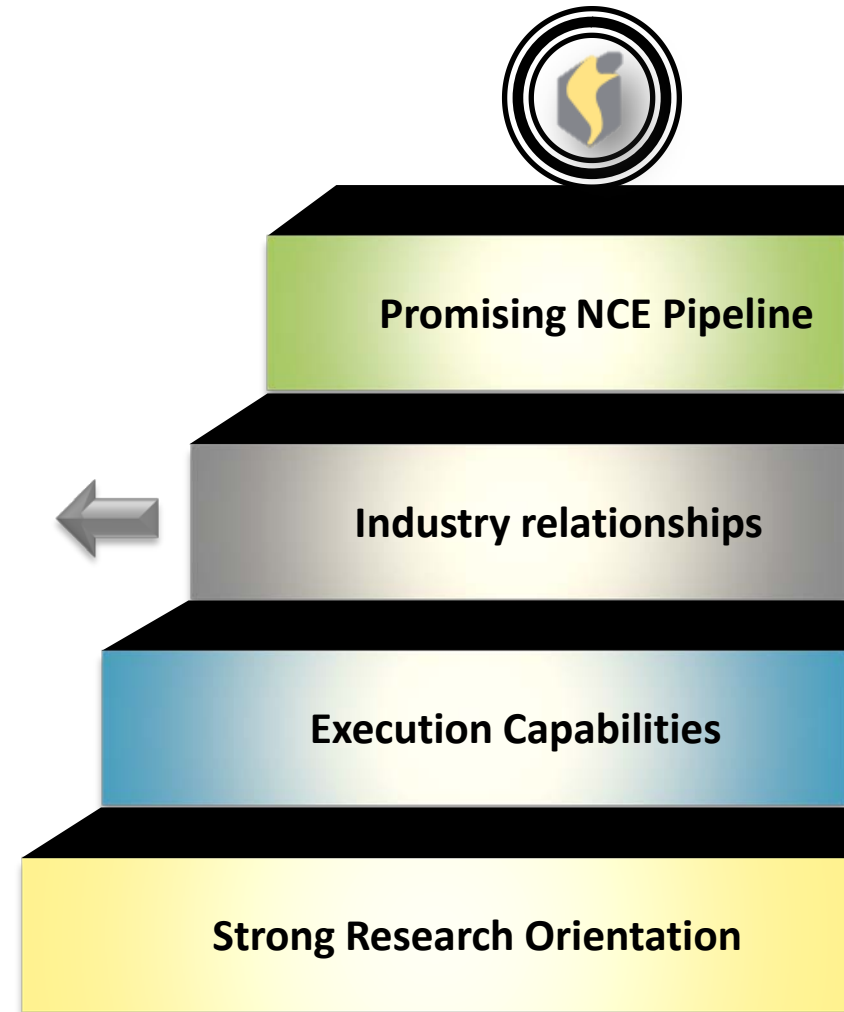 Promising NCE Pipeline
Industry relationships
Execution Capabilities
Strong Research Orientation